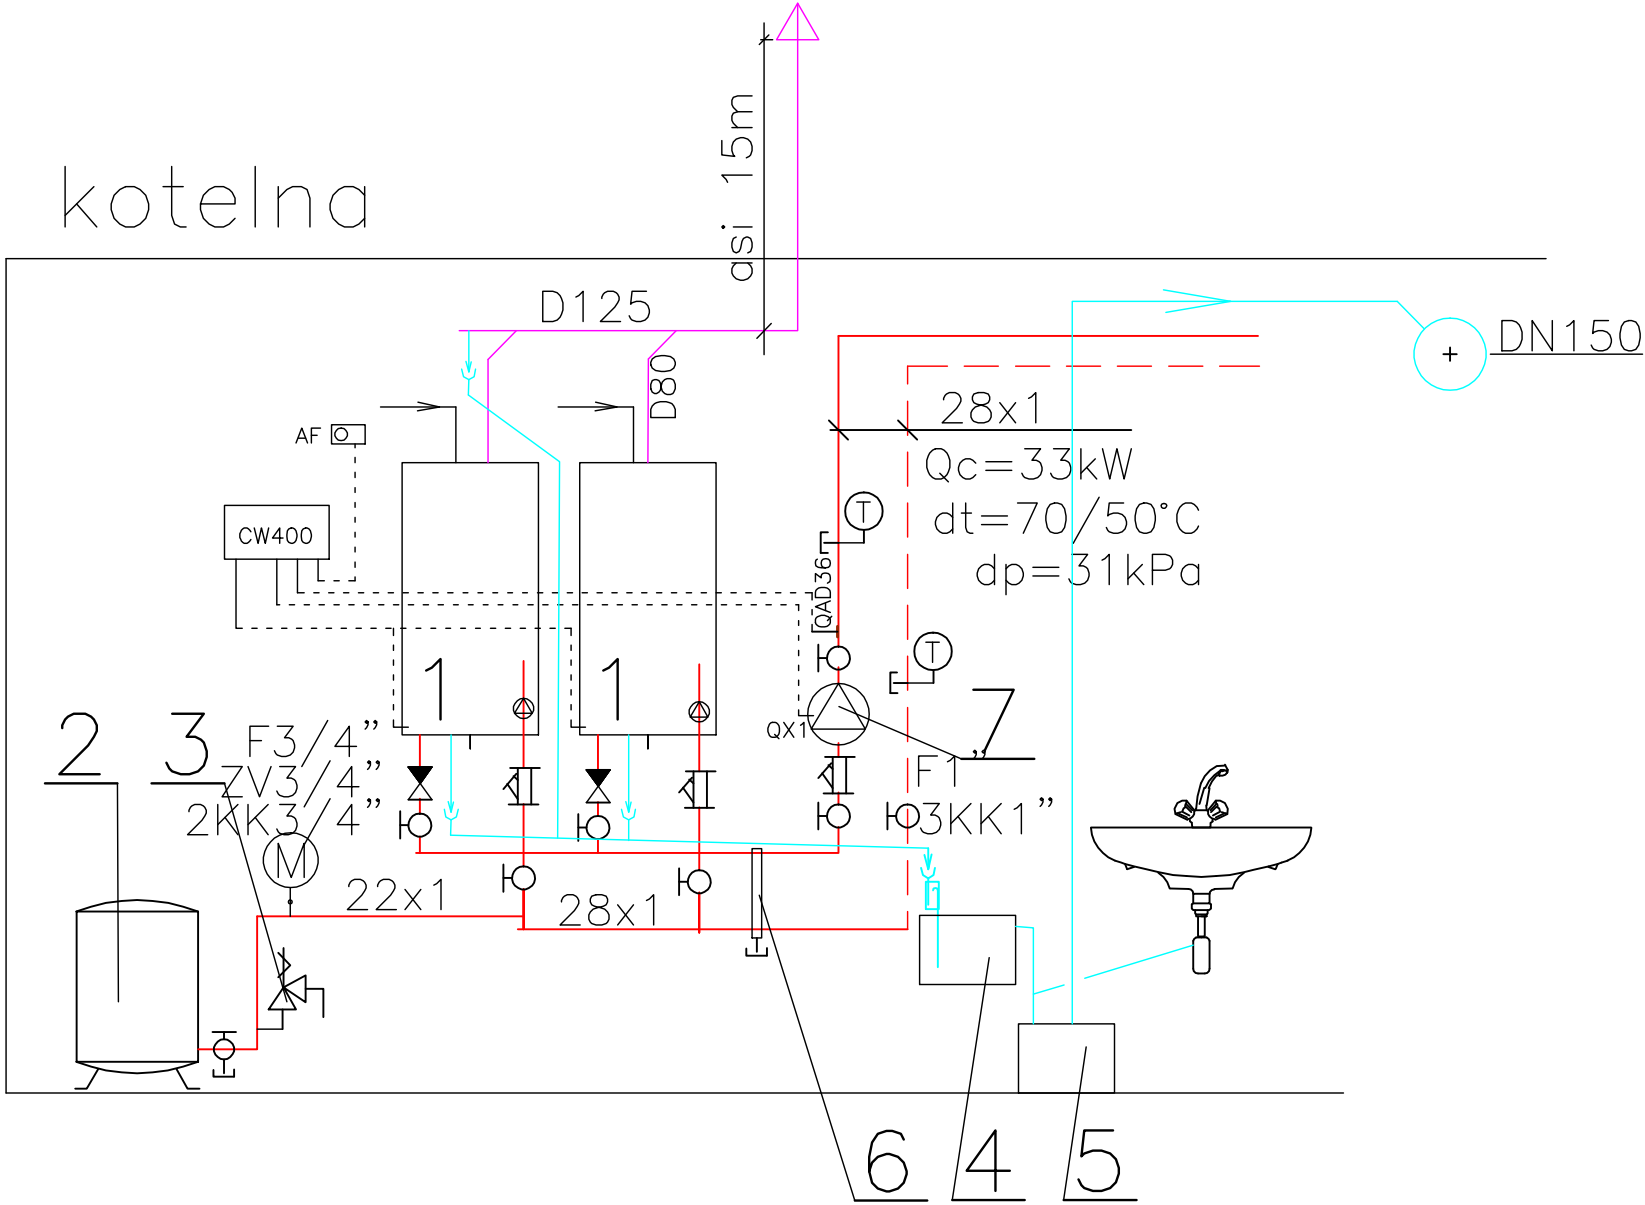 asi 15m
kotelna
D125
DN150
D80
28x1
AF
Qc=33kW
CW400
dt=70/50°C
QAD36
dp=31kPa
T
T
1
1
2
3
F3/4”
ZV3/4”
2KK3/4”
QX1
7
F1”
3KK1”
M
22x1
28x1
6
4
5